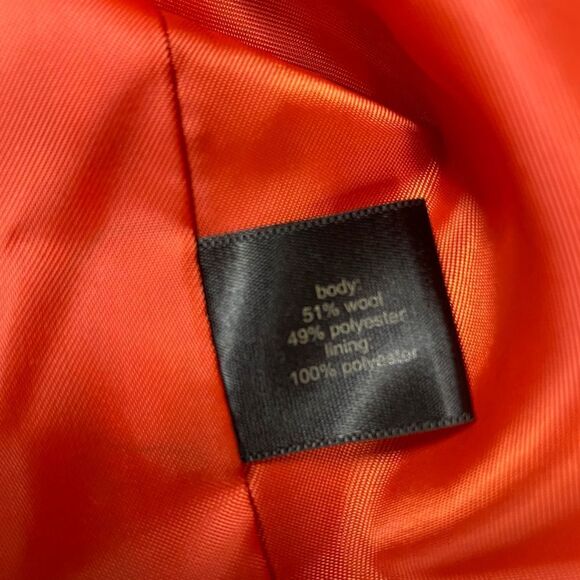 body:
51% wool
49% polyester
lining:
100% polyester